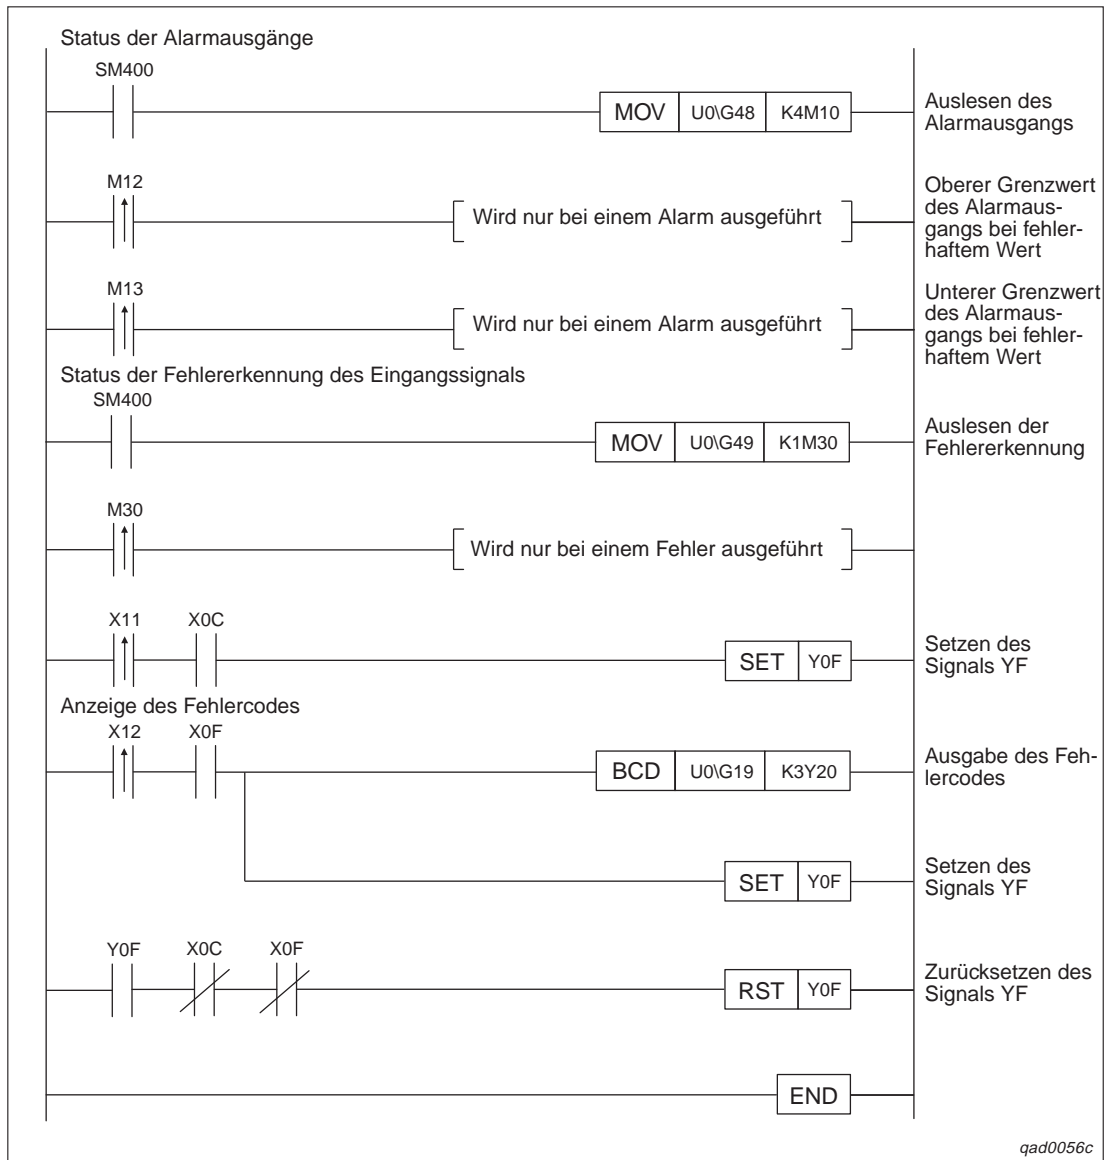 Status der Alarmausgänge
SM400
MOV U0\G48 K4M10
Auslesen des
Alarmausgangs
M12
Wird nur bei einem Alarm ausgeführt
Oberer Grenzwert
des Alarmaus-
gangs bei fehler-
haftem Wert
M13
Wird nur bei einem Alarm ausgeführt
Unterer Grenzwert
des Alarmaus-
gangs bei fehler-
haftem Wert
Status der Fehlererkennung des Eingangssignals
SM400
MOV U0\G49 K1M30
Auslesen der
Fehlererkennung
M30
Wird nur bei einem Fehler ausgeführt
X11 X0C
SET Y0F
Setzen des
Signals YF
Anzeige des Fehlercodes
X12 X0F
BCD U0\G19 K3Y20
Ausgabe des Feh-
lercodes
SET Y0F
Setzen des
Signals YF
Y0F X0C X0F
RST Y0F
Zurücksetzen des
Signals YF
END
qad0056c